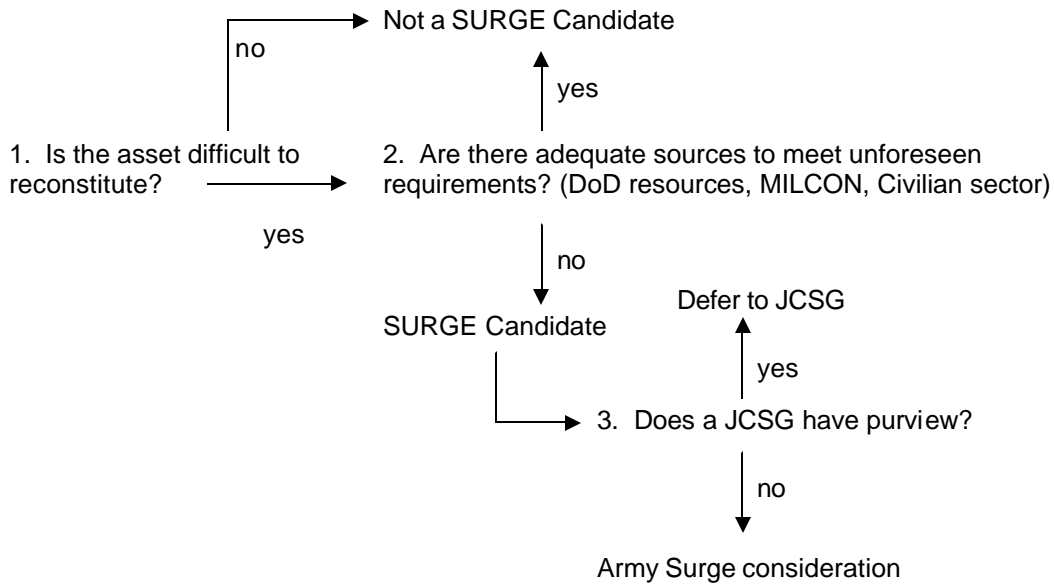 Not a SURGE Candidate
no
yes
1. Is the asset difficult to
reconstitute?
2. Are there adequate sources to meet unforeseen
requirements? (DoD resources, MILCON, Civilian sector)
yes
no
Defer to JCSG
SURGE Candidate
yes
3. Does a JCSG have purview?
no
Army Surge consideration